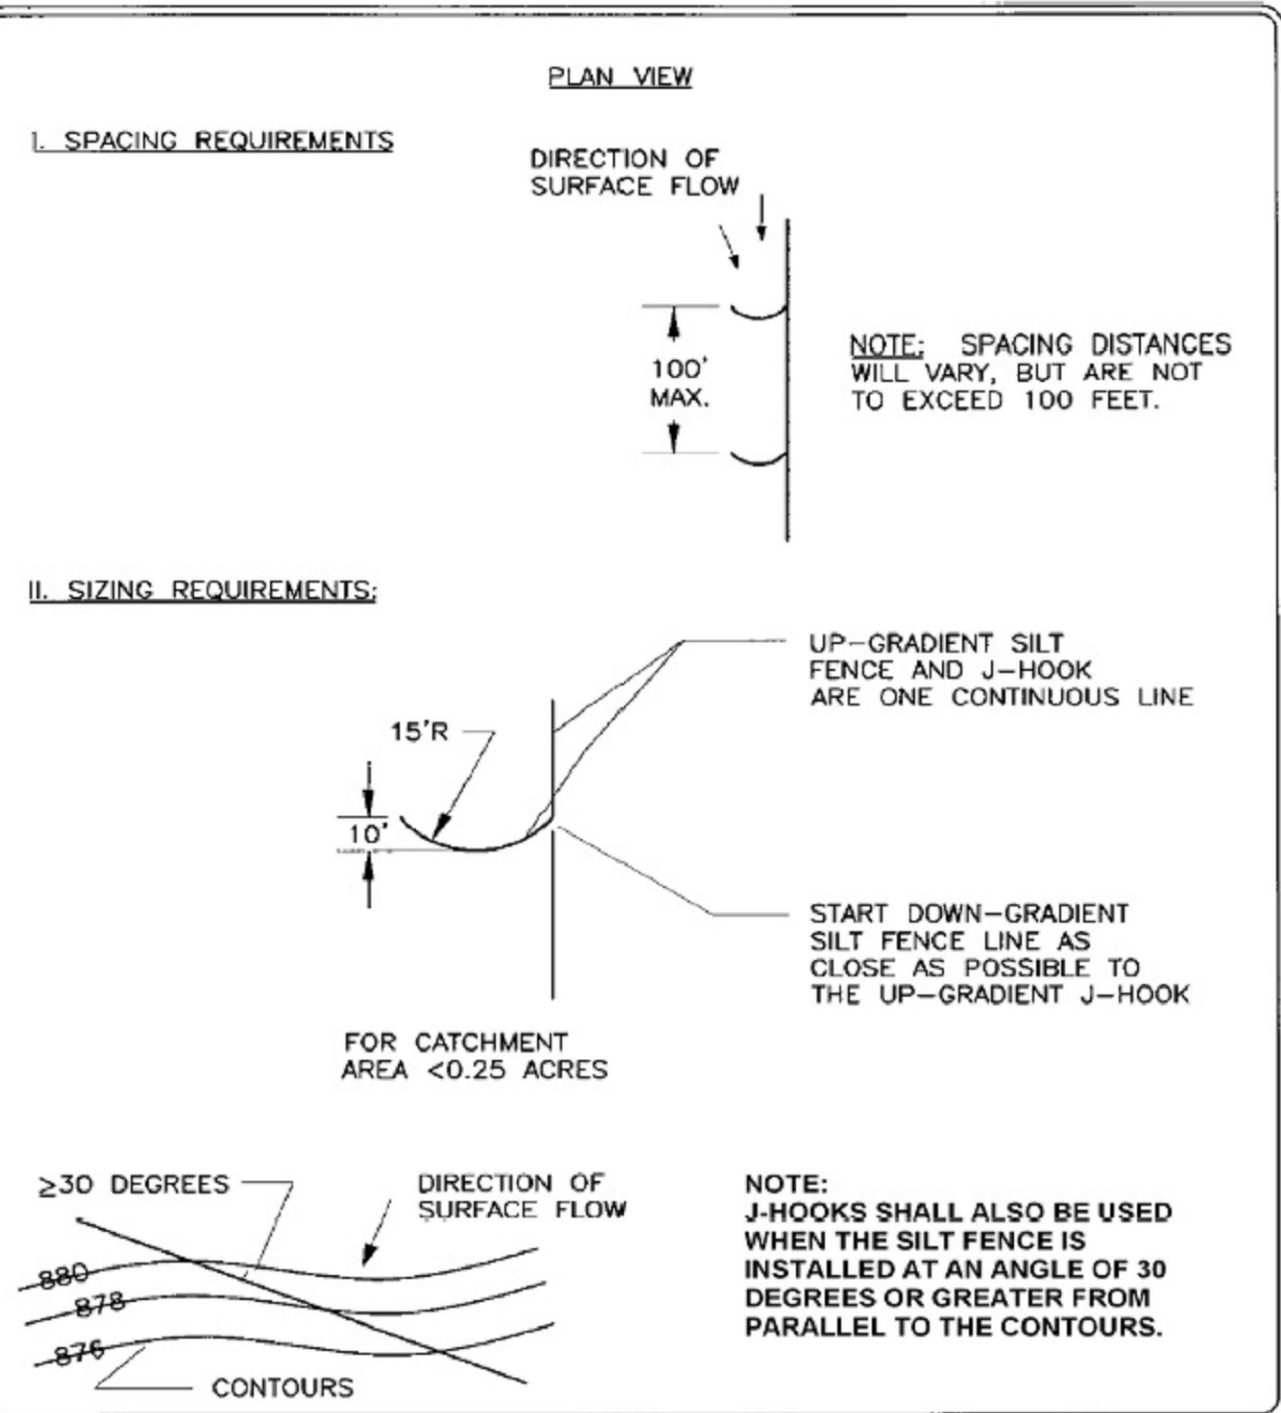 PLAN VIEW
I. SPACING REQUIREMENTS
DIRECTION OF
SURFACE FLOW
100'
MAX.
NOTE: SPACING DISTANCES
WILL VARY, BUT ARE NOT
TO EXCEED 100 FEET.
II. SIZING REQUIREMENTS:
UP-GRADIENT SILT
FENCE AND J-HOOK
ARE ONE CONTINUOUS LINE
15'R
10'
START DOWN-GRADIENT
SILT FENCE LINE AS
CLOSE AS POSSIBLE TO
THE UP-GRADIENT J-HOOK
FOR CATCHMENT
AREA <0.25 ACRES
≥30 DEGREES
DIRECTION OF
SURFACE FLOW
880
878
876
CONTOURS
NOTE:
J-HOOKS SHALL ALSO BE USED
WHEN THE SILT FENCE IS
INSTALLED AT AN ANGLE OF 30
DEGREES OR GREATER FROM
PARALLEL TO THE CONTOURS.